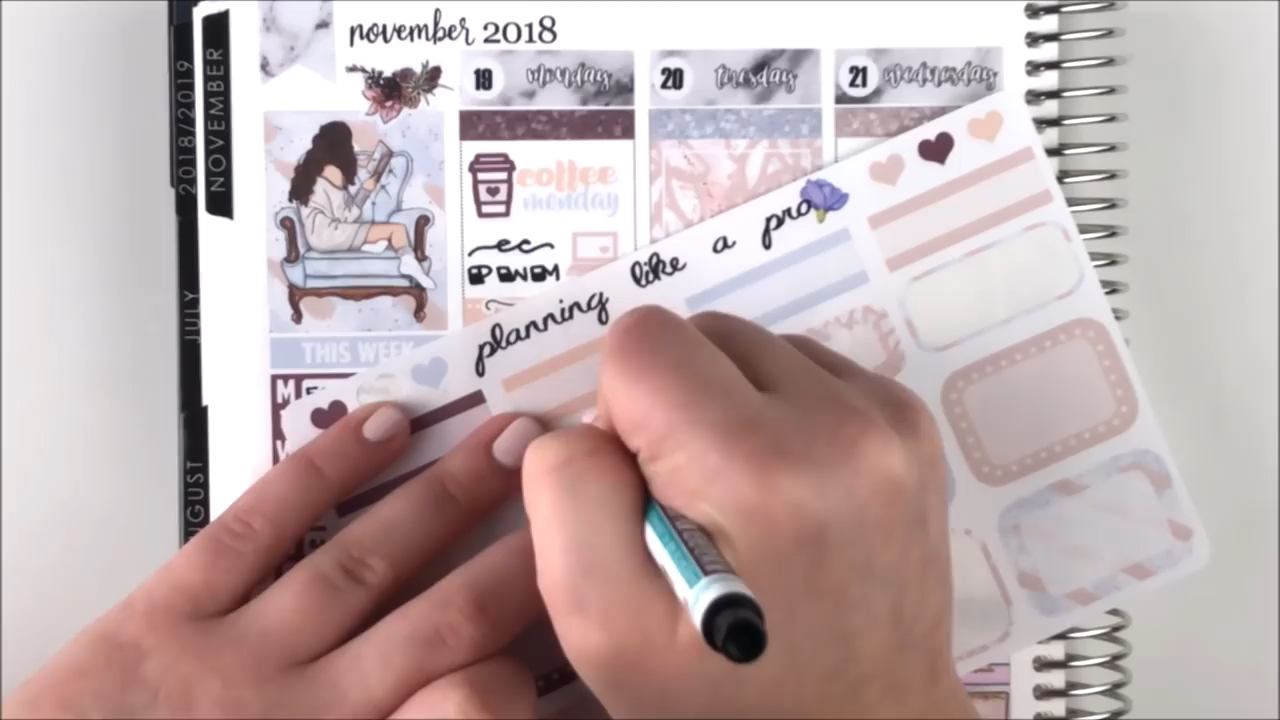 november 2018
19 monday
20 tuesday
21 wednesday
coffee
monday
THIS WEEK
planning like a pro
2018/2019
NOVEMBER
JULY